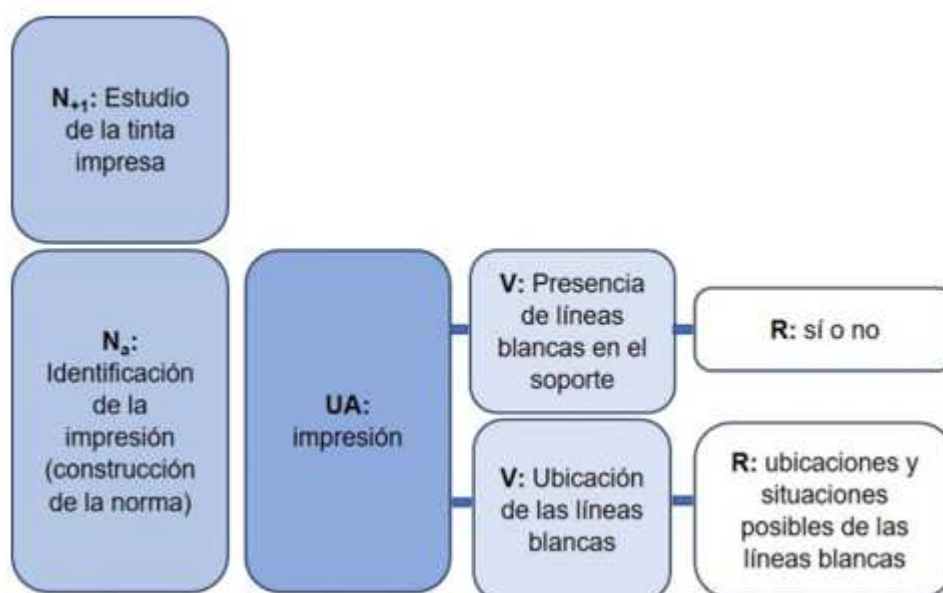 N+1: Estudio
de la tinta
impresa
Na:
Identificación
de la
impresión
(construcción
de la norma)
UA:
impresión
V: Presencia
de líneas
blancas en el
soporte
R: sí o no
V: Ubicación
de las líneas
blancas
R: ubicaciones y
situaciones
posibles de las
líneas blancas